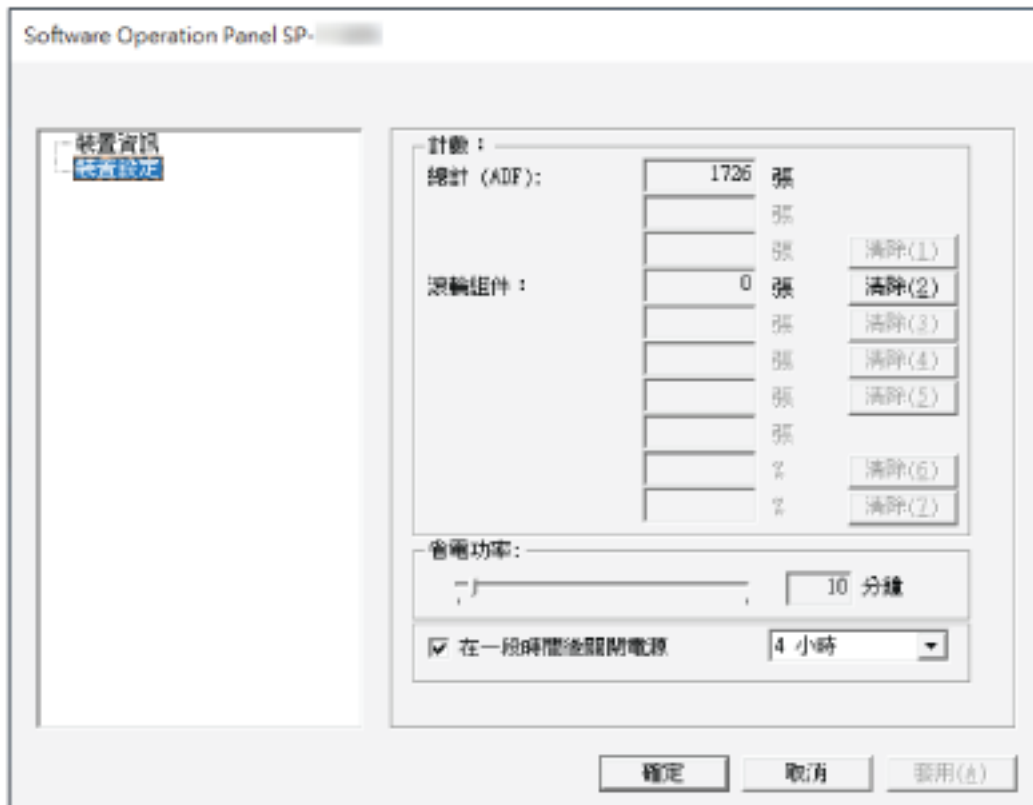 Software Operation Panel SP-
裝置資訊
裝置設定
計數：
總計 (ADF): 1726 張
張
張 清除(1)
滾輪組件： 0 張 清除(2)
張 清除(3)
張 清除(4)
張 清除(5)
張
% 清除(6)
% 清除(7)
省電功率:
10 分鐘
在一段時間後關閉電源 4 小時
確定 取消 套用(A)